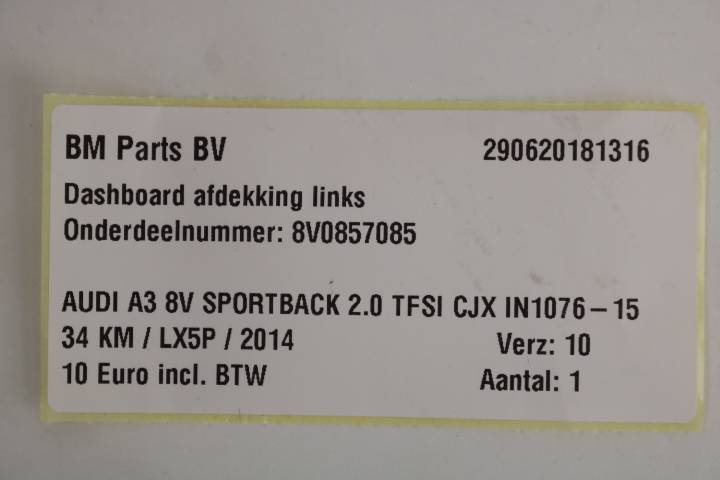 BM Parts BV 290620181316
Dashboard afdekking links
Onderdeelnummer: 8V0857085
AUDI A3 8V SPORTBACK 2.0 TFSI CJX IN1076-15
34 KM / LX5P / 2014 Verz: 10
10 Euro incl. BTW Aantal: 1